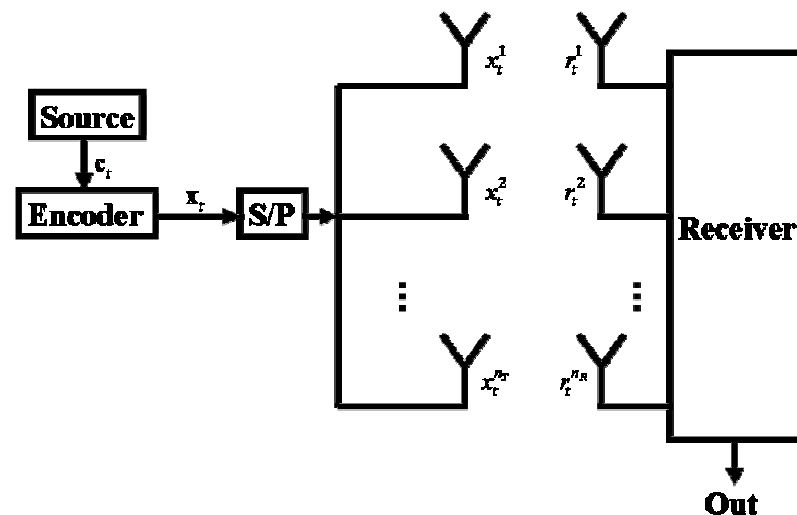 Source
c_t
Encoder
x_t
S/P
x_t^1
r_t^1
x_t^2
r_t^2
Receiver
⋮
⋮
x_t^{n_T}
r_t^{n_R}
Out